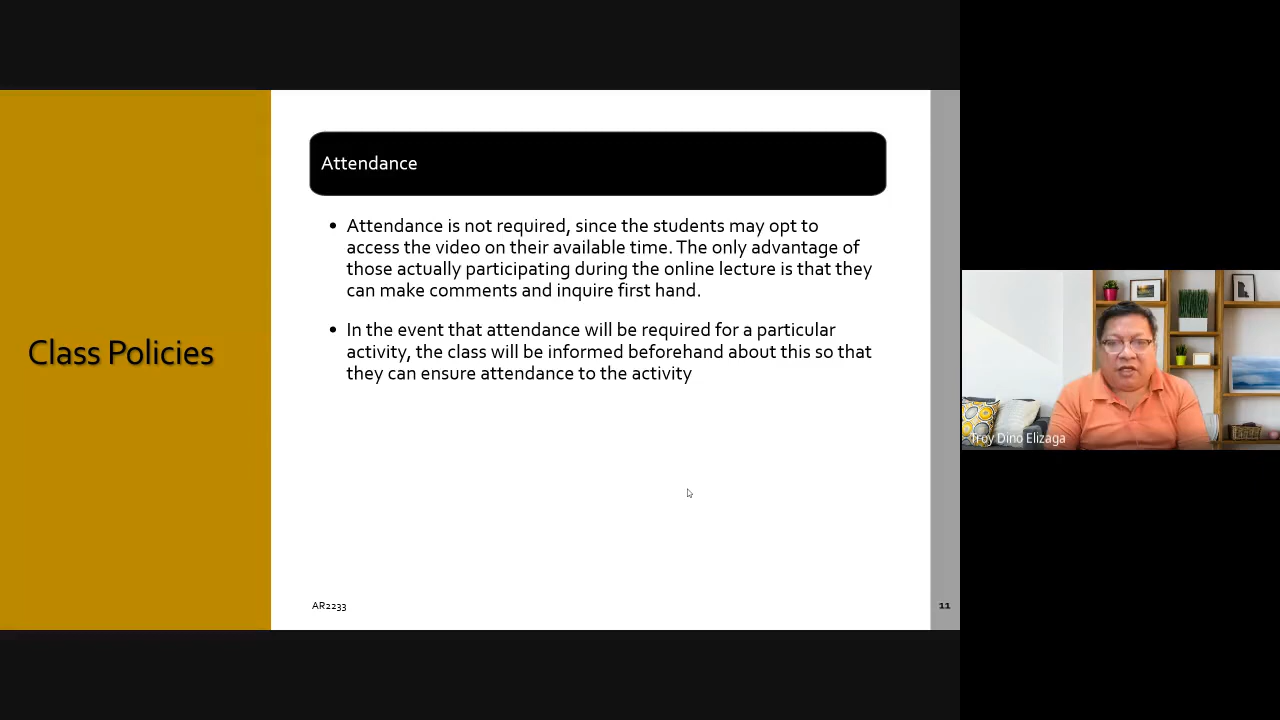 Class Policies
Attendance
• Attendance is not required, since the students may opt to
access the video on their available time. The only advantage of
those actually participating during the online lecture is that they
can make comments and inquire first hand.
• In the event that attendance will be required for a particular
activity, the class will be informed beforehand about this so that
they can ensure attendance to the activity
AR2233
11
Troy Dino Elizaga